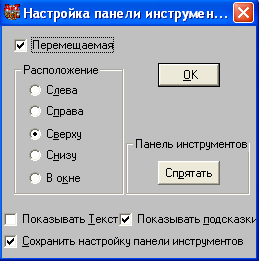 Настройка панели инструмен...
Перемещаемая
Расположение
Слева
Справа
Сверху
Снизу
В окне
OK
Панель инструментов
Спрятать
Показывать Текст
Показывать подсказки
Сохранить настройку панели инструментов